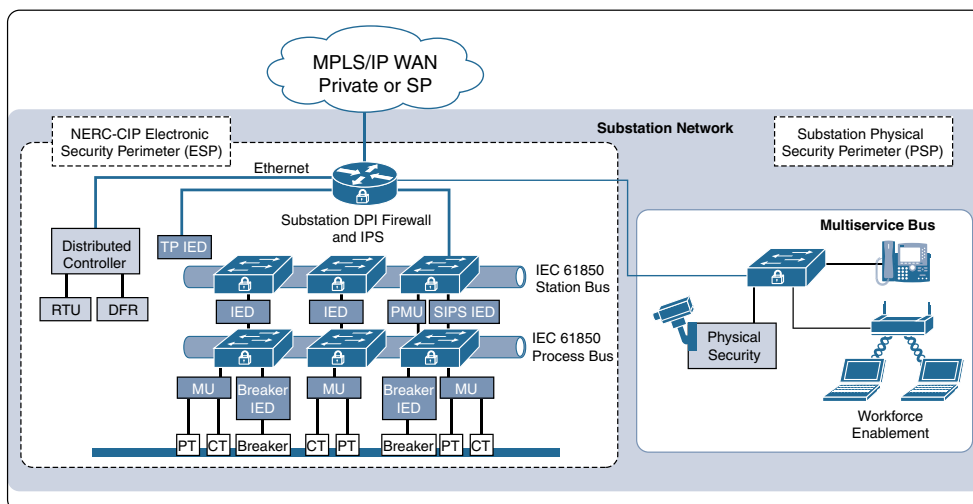 MPLS/IP WAN
Private or SP
NERC-CIP Electronic
Security Perimeter (ESP)
Substation Network
Substation Physical
Security Perimeter (PSP)
Ethernet
Substation DPI Firewall
and IPS
Multiservice Bus
Distributed
Controller
TP IED
RTU
DFR
IEC 61850
Station Bus
IED
IED
PMU
SIPS IED
IEC 61850
Process Bus
Physical
Security
MU
Breaker
IED
MU
Breaker
IED
MU
Workforce
Enablement
PT
CT
Breaker
CT
PT
Breaker
PT
CT